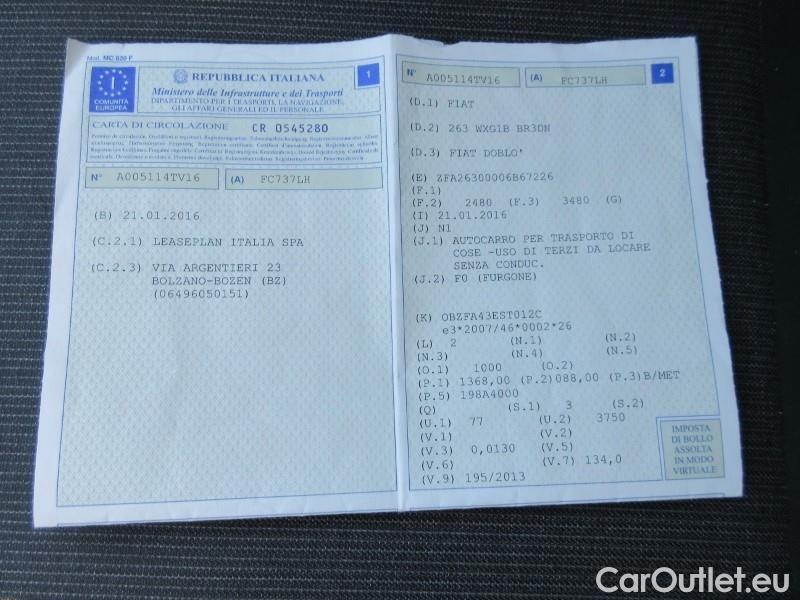 Mod. MC 820 F
I
COMUNITÀ
EUROPEA
REPUBBLICA ITALIANA
1
Ministero delle Infrastrutture e dei Trasporti
DIPARTIMENTO PER I TRASPORTI, LA NAVIGAZIONE,
GLI AFFARI GENERALI ED IL PERSONALE
CARTA DI CIRCOLAZIONE CR 0545280
N° A005114TV16 (A) FC737LH
(B) 21.01.2016
(C.2.1) LEASEPLAN ITALIA SPA
(C.2.3) VIA ARGENTIERI 23
BOLZANO-BOZEN (BZ)
(06496050151)
N° A005114TV16 (A) FC737LH 2
(D.1) FIAT
(D.2) 263 WXG1B BR3DN
(D.3) FIAT DOBLO'
(E) ZFA26300006B67226
(F.1)
(F.2) 2480 (F.3) 3480 (G)
(I) 21.01.2016
(J) N1
(J.1) AUTOCARRO PER TRASPORTO DI
COSE -USO DI TERZI DA LOCARE
SENZA CONDUC.
(J.2) F0 (FURGONE)
(K) OBZFA43EST012C
e3*2007/46*0002*26
(L) 2 (N.1) (N.2)
(N.3) (N.4) (N.5)
(O.1) 1000 (O.2)
(P.1) 1368,00 (P.2)088,00 (P.3)B/MET
(P.5) 198A4000
(Q) (S.1) 3 (S.2)
(U.1) 77 (U.2) 3750
(V.1) (V.2)
(V.3) 0,0130 (V.5)
(V.6) (V.7) 134,0
(V.9) 195/2013
IMPOSTA
DI BOLLO
ASSOLTA
IN MODO
VIRTUALE
CarOutlet.eu